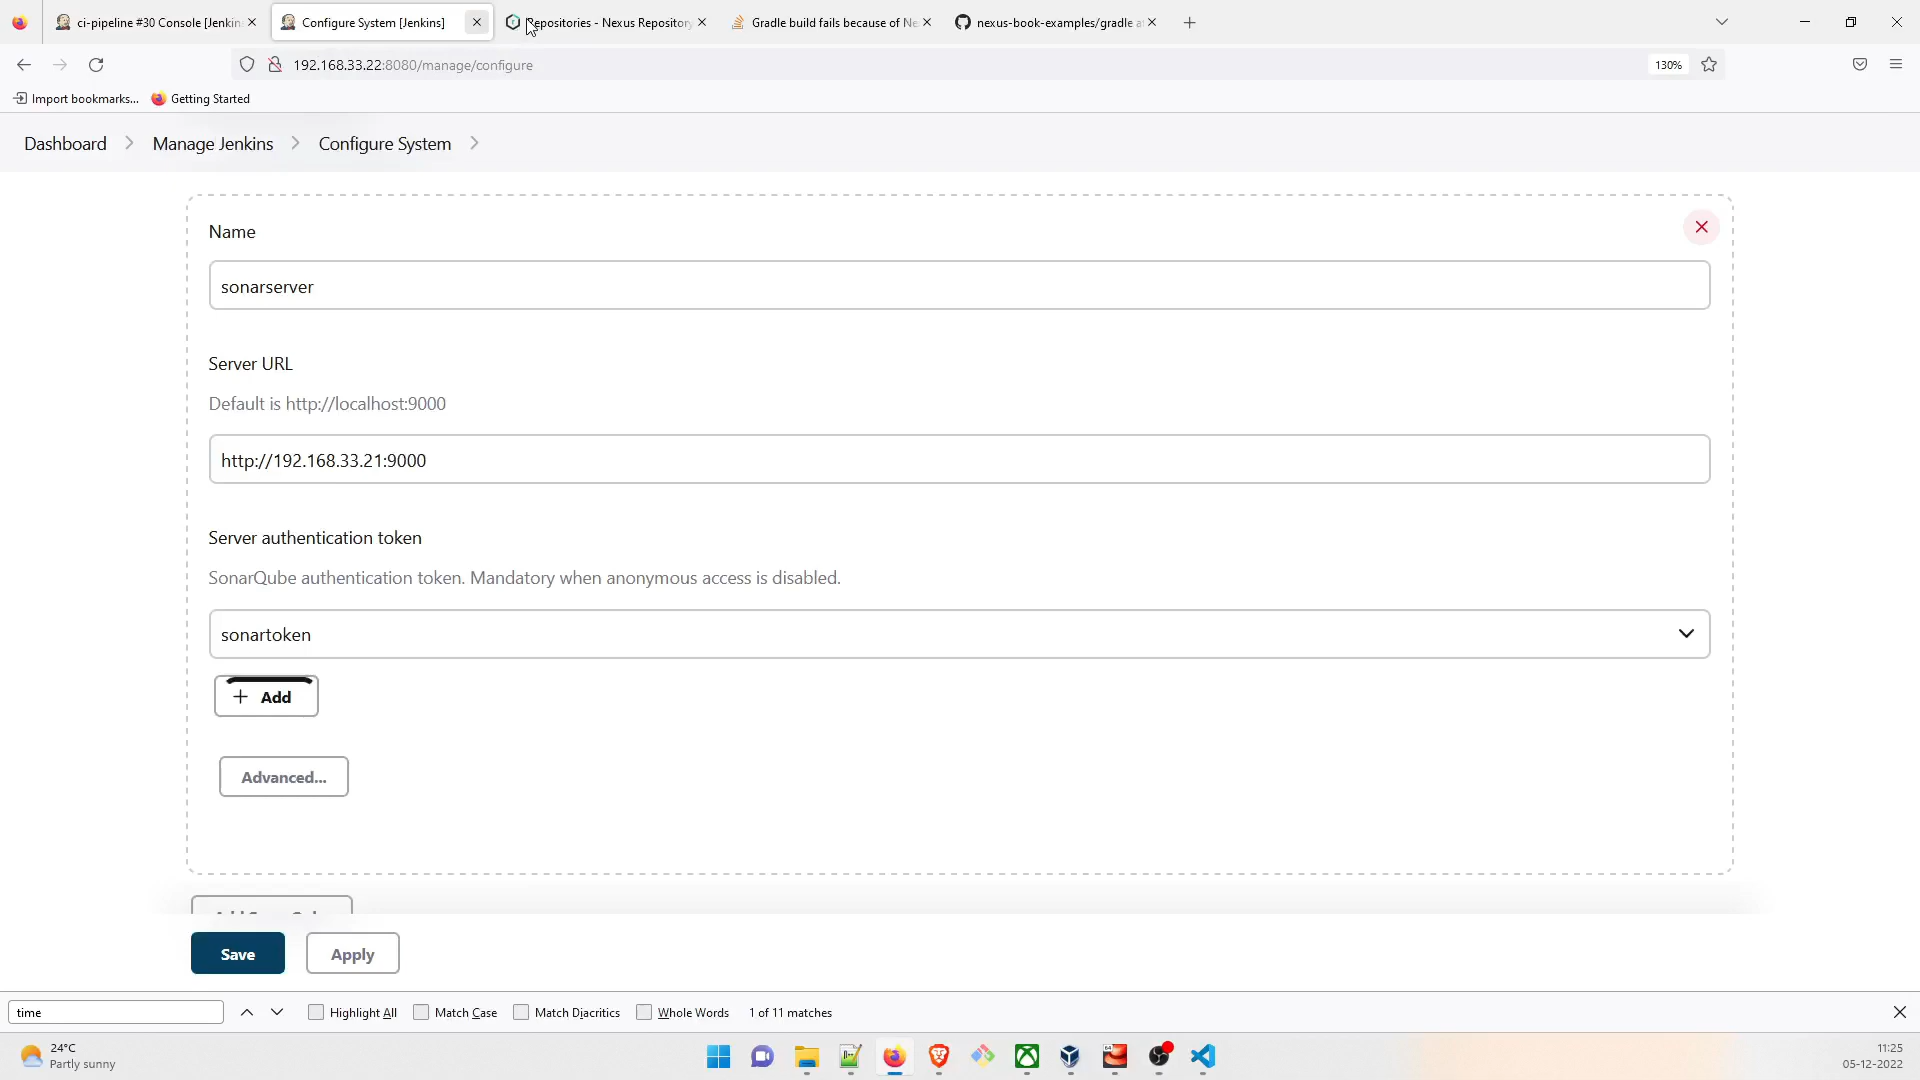 ci-pipeline #30 Console [Jenkin
Configure System [Jenkins]
Repositories - Nexus Repository
Gradle build fails because of Ne
nexus-book-examples/gradle a
192.168.33.22:8080/manage/configure
130%
Import bookmarks...
Getting Started
Dashboard
Manage Jenkins
Configure System
Name
sonarserver
Server URL
Default is http://localhost:9000
http://192.168.33.21:9000
Server authentication token
SonarQube authentication token. Mandatory when anonymous access is disabled.
sonartoken
+ Add
Advanced...
Save
Apply
time
Highlight All
Match Case
Match Diacritics
Whole Words
1 of 11 matches
24°C
Partly sunny
11:25
05-12-2022